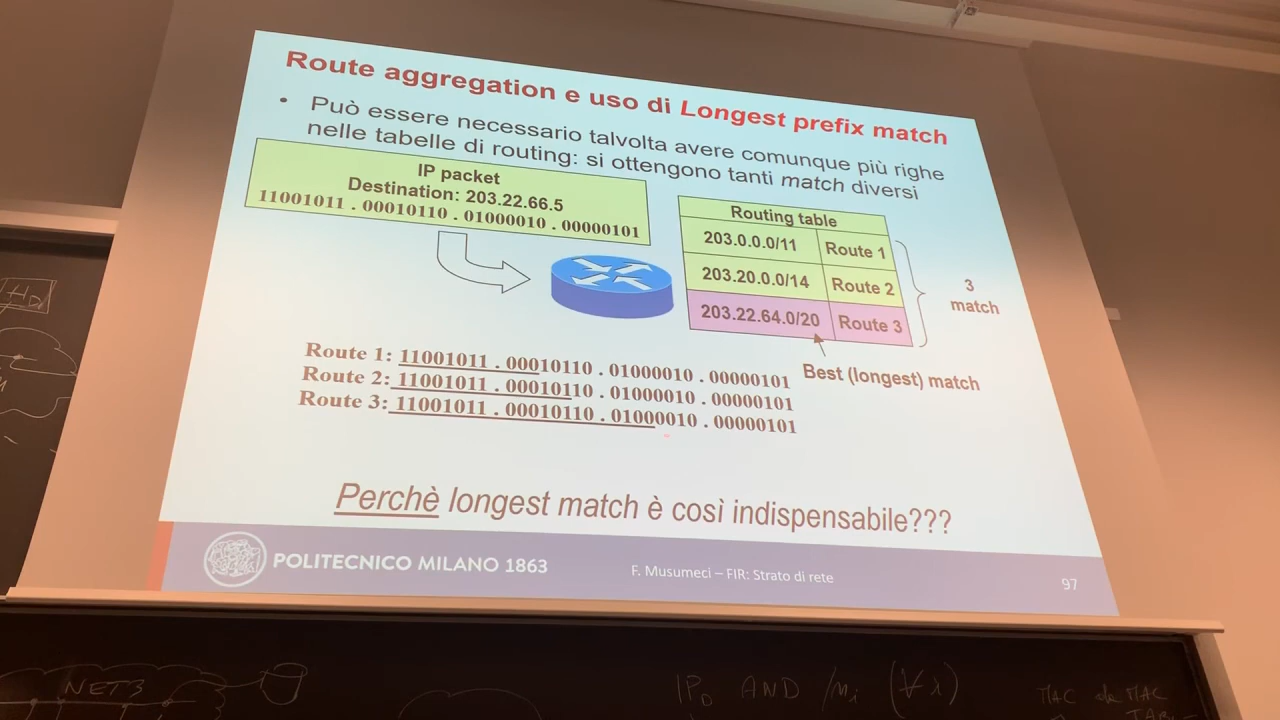 Route aggregation e uso di Longest prefix match
• Può essere necessario talvolta avere comunque più righe
nelle tabelle di routing: si ottengono tanti match diversi
IP packet
Destination: 203.22.66.5
11001011 . 00010110 . 01000010 . 00000101
Routing table
203.0.0.0/11 Route 1
203.20.0.0/14 Route 2
203.22.64.0/20 Route 3
3
match
Best (longest) match
Route 1: 11001011 . 00010110 . 01000010 . 00000101
Route 2: 11001011 . 00010110 . 01000010 . 00000101
Route 3: 11001011 . 00010110 . 01000010 . 00000101
Perchè longest match è così indispensabile???
POLITECNICO MILANO 1863
F. Musumeci – FIR: Strato di rete
97
NET3
IPD AND /mi (∀i)
MAC MAC